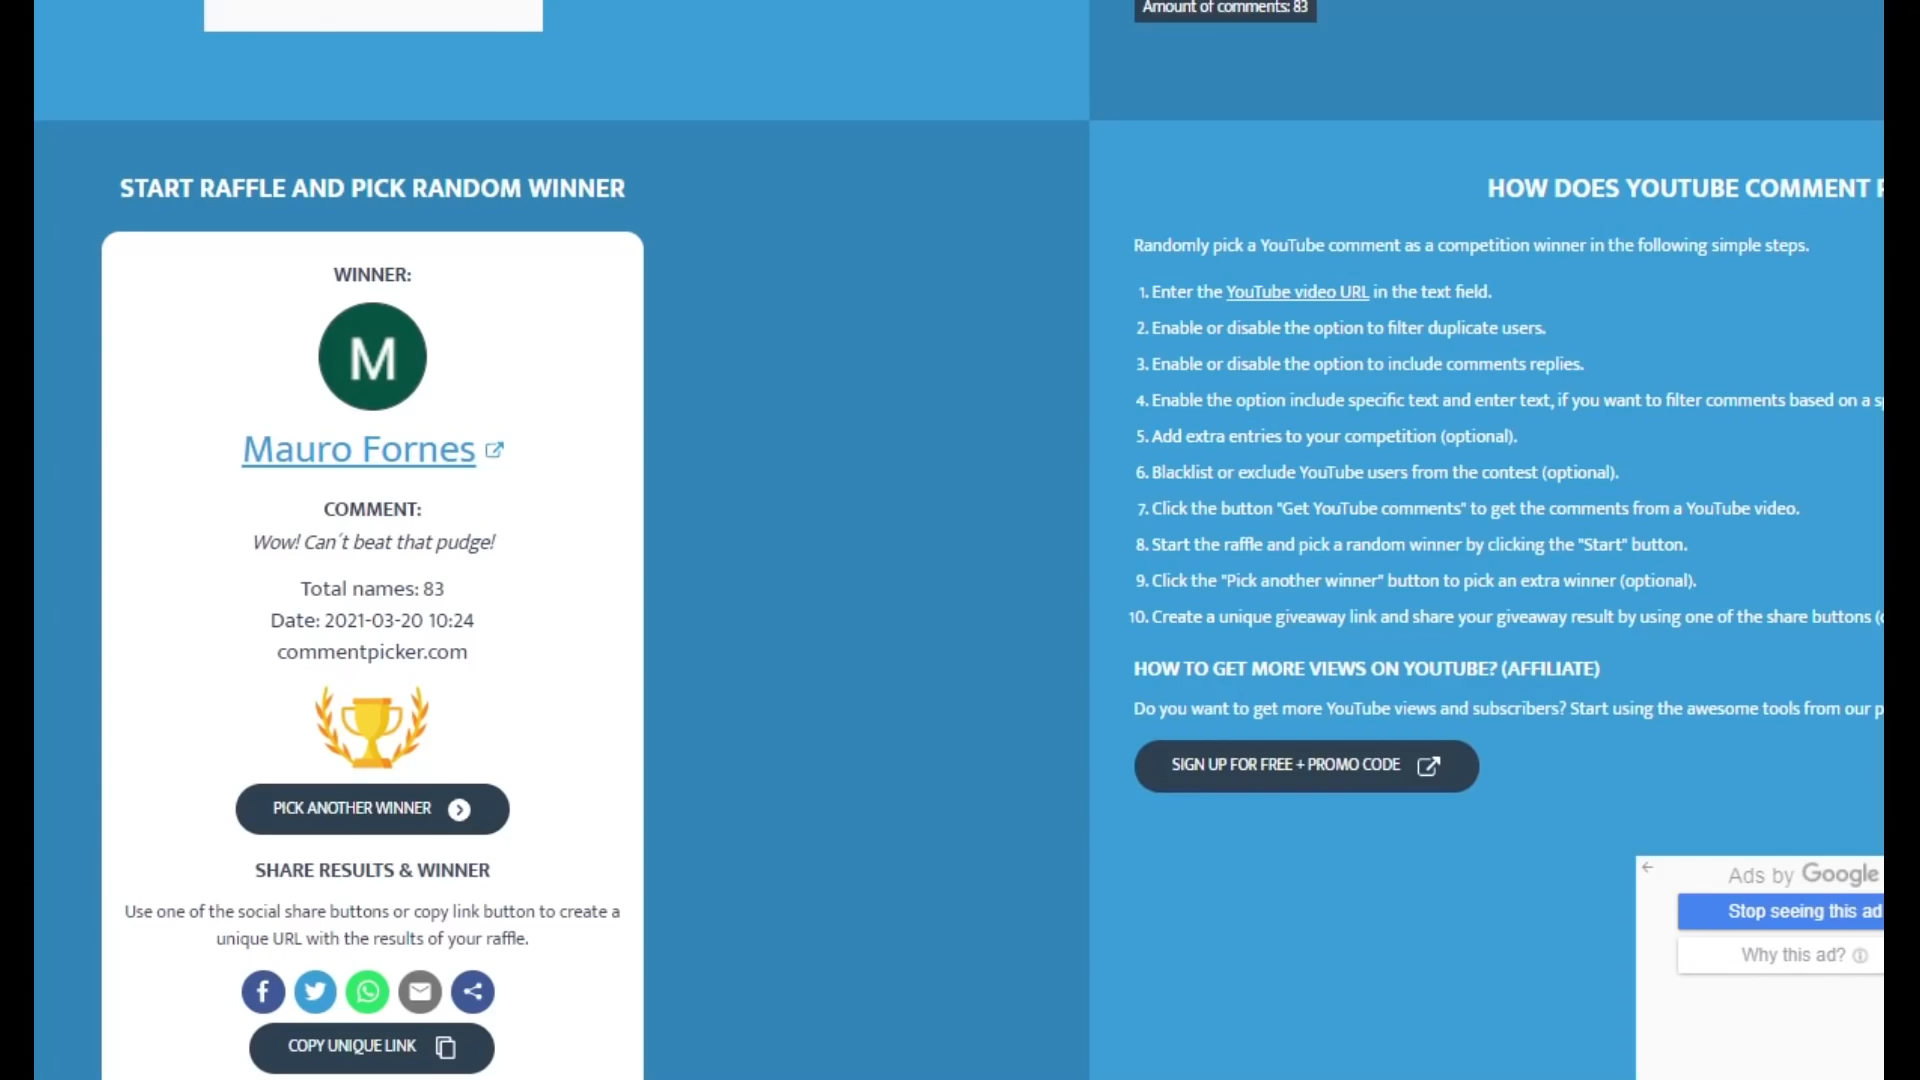 Amount of comments: 83
START RAFFLE AND PICK RANDOM WINNER
WINNER:
M
Mauro Fornes
COMMENT:
Wow! Can´t beat that pudge!
Total names: 83
Date: 2021-03-20 10:24
commentpicker.com
PICK ANOTHER WINNER
SHARE RESULTS & WINNER
Use one of the social share buttons or copy link button to create a
unique URL with the results of your raffle.
COPY UNIQUE LINK
HOW DOES YOUTUBE COMMENT
Randomly pick a YouTube comment as a competition winner in the following simple steps.
1. Enter the YouTube video URL in the text field.
2. Enable or disable the option to filter duplicate users.
3. Enable or disable the option to include comments replies.
4. Enable the option include specific text and enter text, if you want to filter comments based on a
5. Add extra entries to your competition (optional).
6. Blacklist or exclude YouTube users from the contest (optional).
7. Click the button "Get YouTube comments" to get the comments from a YouTube video.
8. Start the raffle and pick a random winner by clicking the "Start" button.
9. Click the "Pick another winner" button to pick an extra winner (optional).
10. Create a unique giveaway link and share your giveaway result by using one of the share buttons
HOW TO GET MORE VIEWS ON YOUTUBE? (AFFILIATE)
Do you want to get more YouTube views and subscribers? Start using the awesome tools from our
SIGN UP FOR FREE + PROMO CODE
Ads by Google
Stop seeing this ad
Why this ad?